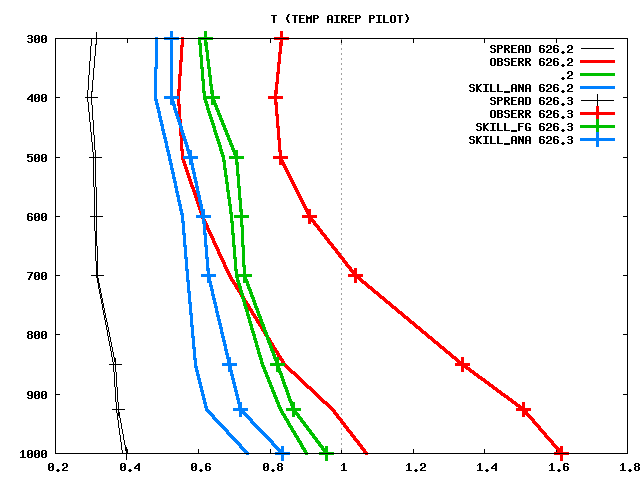 T (TEMP AIREP PILOT)
SPREAD 626.2
OBSERR 626.2
.2
SKILL_ANA 626.2
SPREAD 626.3
OBSERR 626.3
SKILL_FG 626.3
SKILL_ANA 626.3
300
400
500
600
700
800
900
1000
0.2 0.4 0.6 0.8 1 1.2 1.4 1.6 1.8